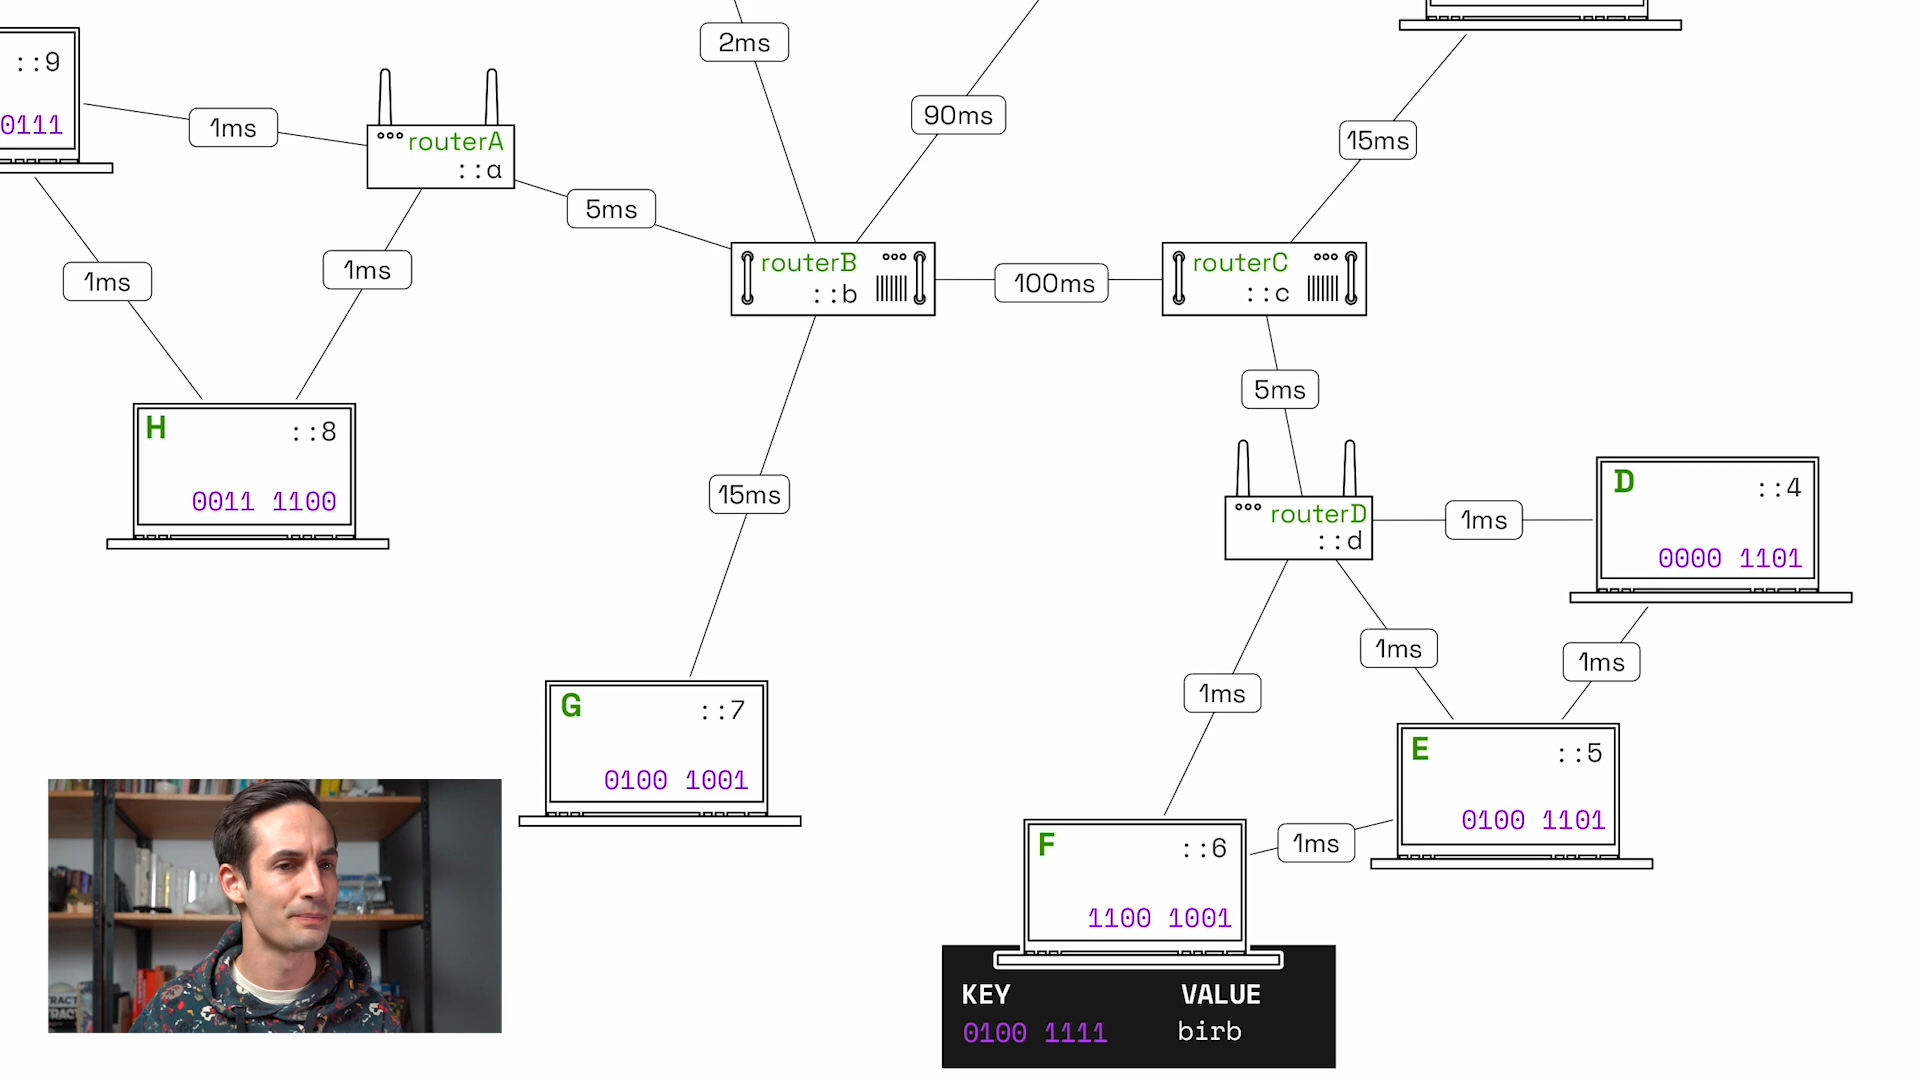 2ms
::9
90ms
0111
1ms
routerA
::a
15ms
5ms
1ms
1ms
routerB
::b
100ms
routerC
::c
5ms
H
::8
0011 1100
15ms
routerD
::d
1ms
D
::4
0000 1101
1ms
1ms
1ms
G
::7
0100 1001
E
::5
0100 1101
F
::6
1100 1001
1ms
KEY VALUE
0100 1111 birb